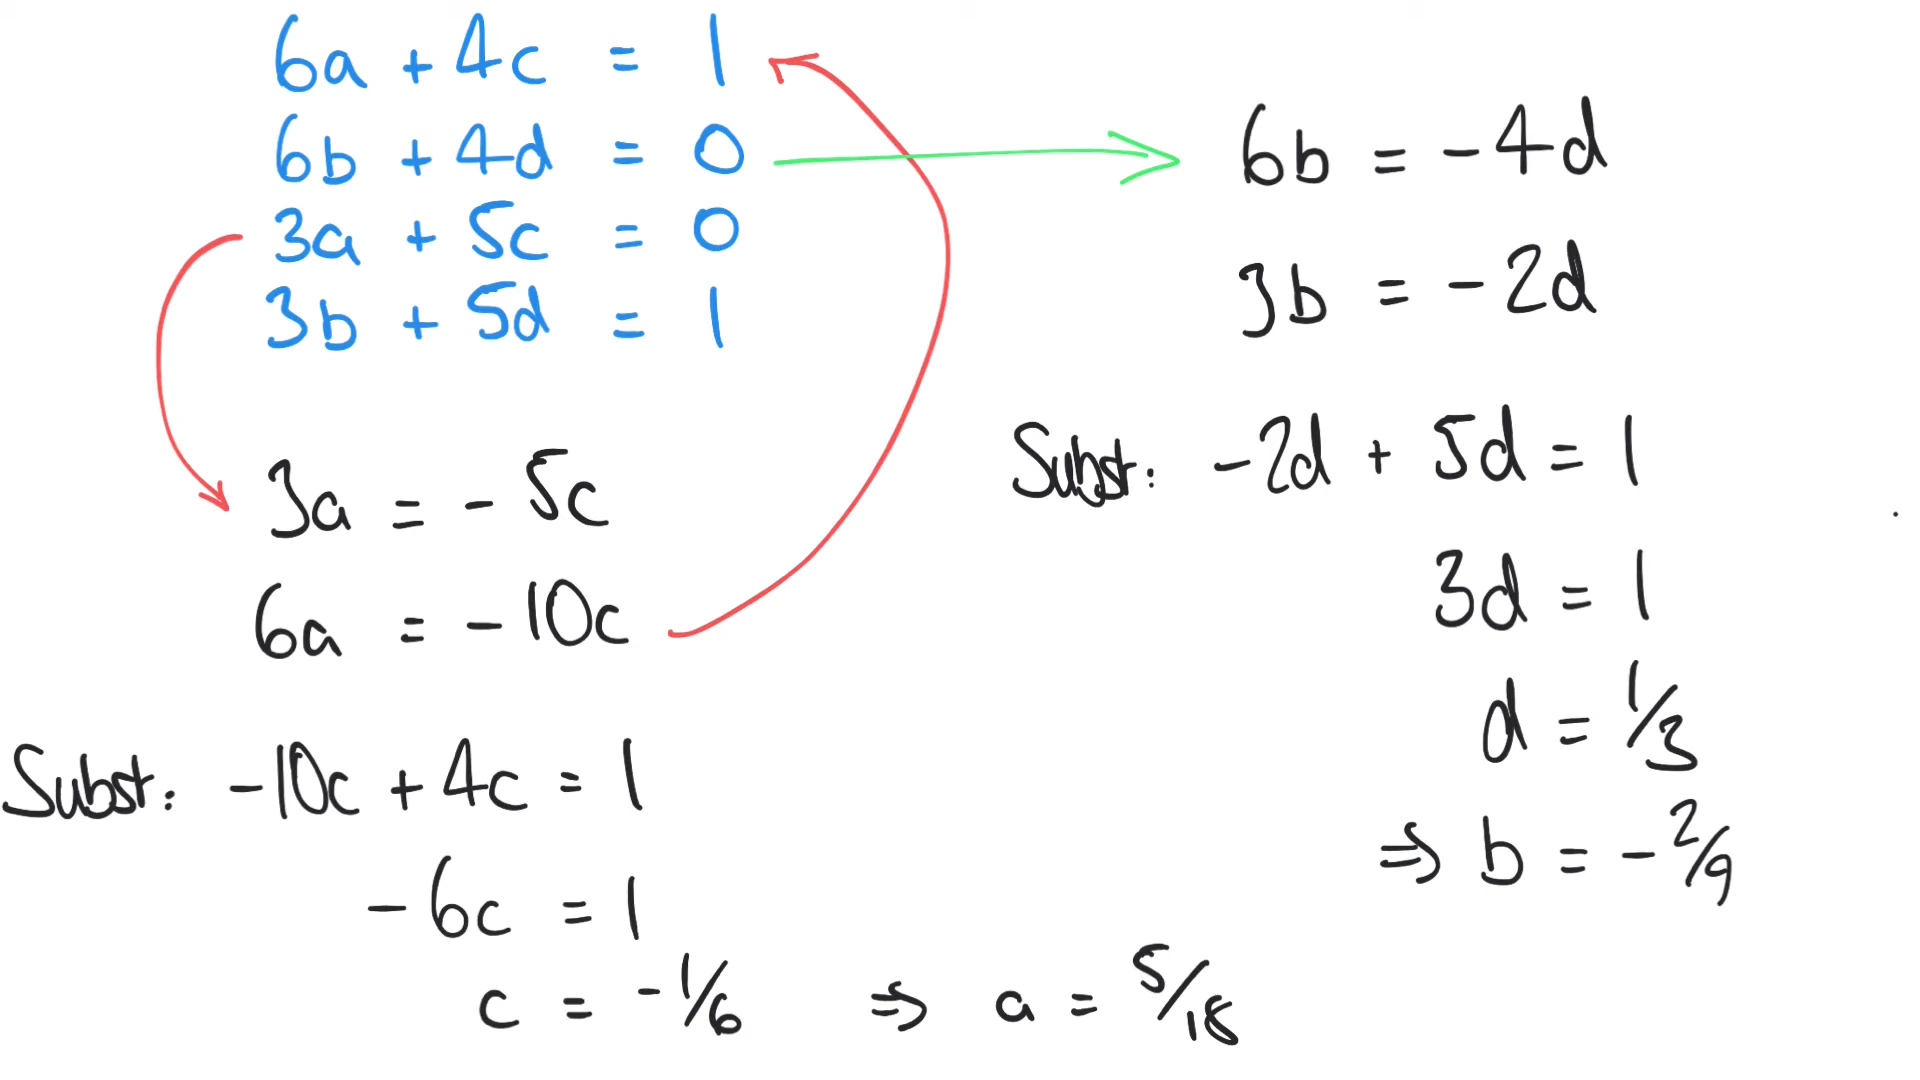 6a + 4c = 1
6b + 4d = 0
3a + 5c = 0
3b + 5d = 1
3a = - 5c
6a = - 10c
Subst: -10c + 4c = 1
- 6c = 1
c = - 1/6 ⇒ a = 5/18
6b = - 4d
3b = - 2d
Subst: -2d + 5d = 1
3d = 1
d = 1/3
⇒ b = - 2/9